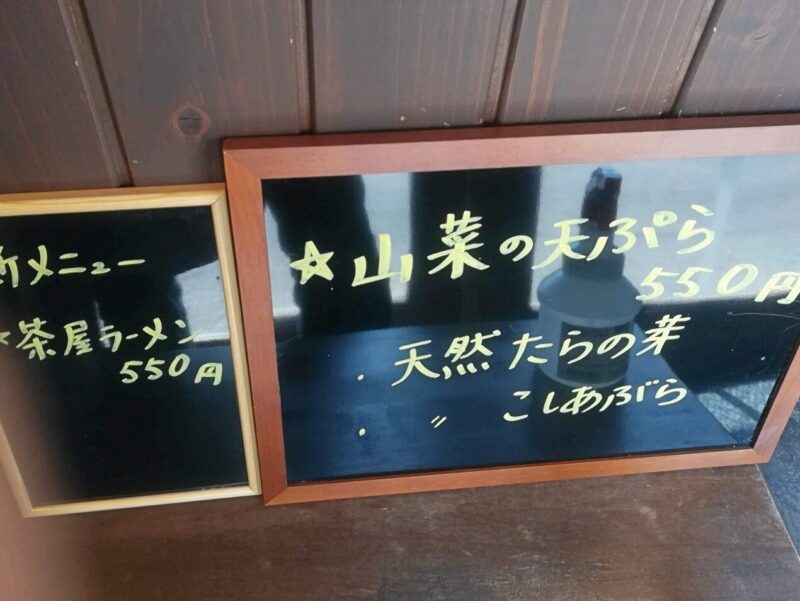 新メニュー
☆茶屋ラーメン
550円
☆山菜の天ぷら
550円
・天然たらの芽
・〃 こしあぶら